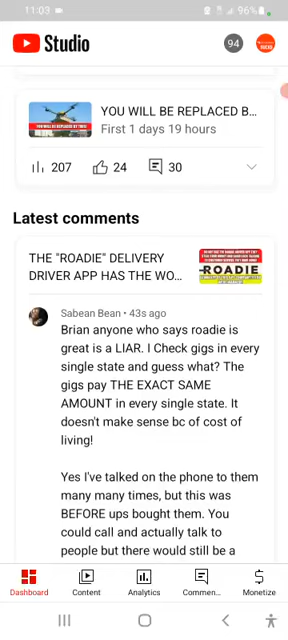 11:03
96%
Studio
94
YOU WILL BE REPLACED B...
First 1 days 19 hours
207
24
30
Latest comments
THE "ROADIE" DELIVERY
DRIVER APP HAS THE WO...
ROADIE
Sabean Bean • 43s ago
Brian anyone who says roadie is
great is a LIAR. I Check gigs in every
single state and guess what? The
gigs pay THE EXACT SAME
AMOUNT in every single state. It
doesn't make sense bc of cost of
living!
Yes I've talked on the phone to them
many many times, but this was
BEFORE ups bought them. You
could call and actually talk to
people but there would still be a
Dashboard
Content
Analytics
Commen...
Monetize